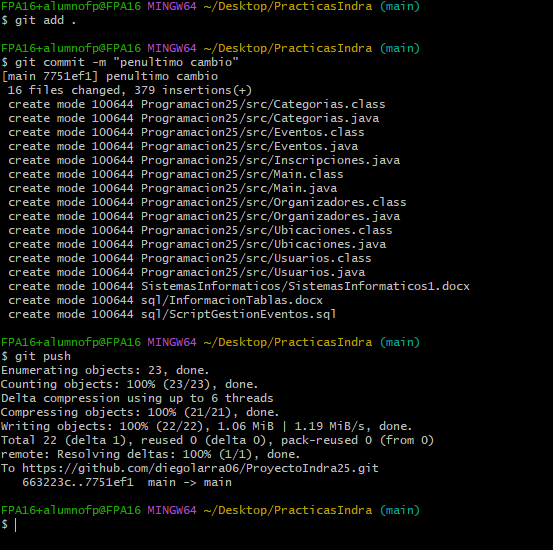 FPA16+alumnofp@FPA16 MINGW64 ~/Desktop/PracticasIndra (main)
$ git add .
FPA16+alumnofp@FPA16 MINGW64 ~/Desktop/PracticasIndra (main)
$ git commit -m "penultimo cambio"
[main 7751ef1] penultimo cambio
 16 files changed, 379 insertions(+)
 create mode 100644 Programacion25/src/Categorias.class
 create mode 100644 Programacion25/src/Categorias.java
 create mode 100644 Programacion25/src/Eventos.class
 create mode 100644 Programacion25/src/Eventos.java
 create mode 100644 Programacion25/src/Inscripciones.java
 create mode 100644 Programacion25/src/Main.class
 create mode 100644 Programacion25/src/Main.java
 create mode 100644 Programacion25/src/Organizadores.class
 create mode 100644 Programacion25/src/Organizadores.java
 create mode 100644 Programacion25/src/Ubicaciones.class
 create mode 100644 Programacion25/src/Ubicaciones.java
 create mode 100644 Programacion25/src/Usuarios.class
 create mode 100644 Programacion25/src/Usuarios.java
 create mode 100644 SistemasInformaticos/SistemasInformaticos1.docx
 create mode 100644 sql/InformacionTablas.docx
 create mode 100644 sql/ScriptGestionEventos.sql
FPA16+alumnofp@FPA16 MINGW64 ~/Desktop/PracticasIndra (main)
$ git push
Enumerating objects: 23, done.
Counting objects: 100% (23/23), done.
Delta compression using up to 6 threads
Compressing objects: 100% (21/21), done.
Writing objects: 100% (22/22), 1.06 MiB | 1.19 MiB/s, done.
Total 22 (delta 1), reused 0 (delta 0), pack-reused 0 (from 0)
remote: Resolving deltas: 100% (1/1), done.
To https://github.com/diegolarra06/ProyectoIndra25.git
   663223c..7751ef1  main -> main
FPA16+alumnofp@FPA16 MINGW64 ~/Desktop/PracticasIndra (main)
$